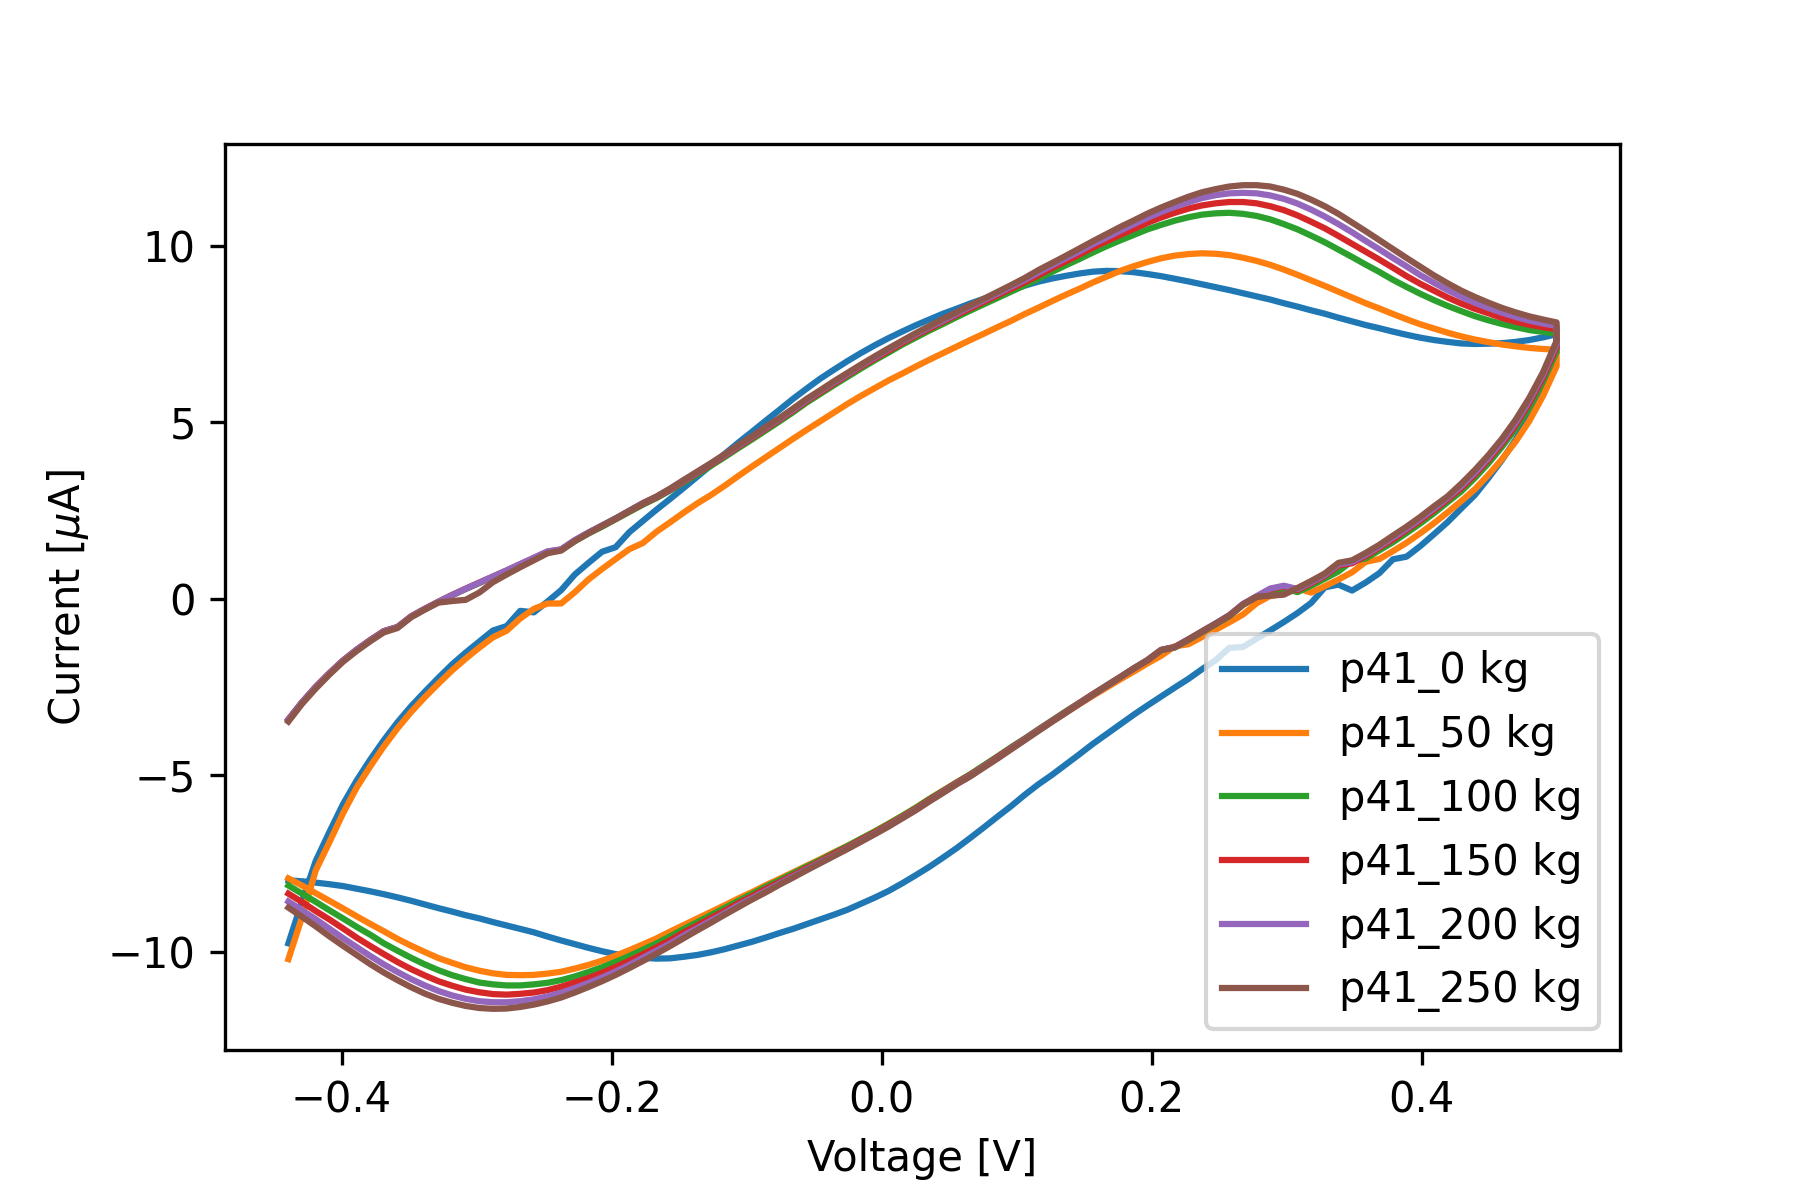 Current [μA]
10
5
0
−5
−10
−0.4
−0.2
0.0
0.2
0.4
Voltage [V]
p41_0 kg
p41_50 kg
p41_100 kg
p41_150 kg
p41_200 kg
p41_250 kg